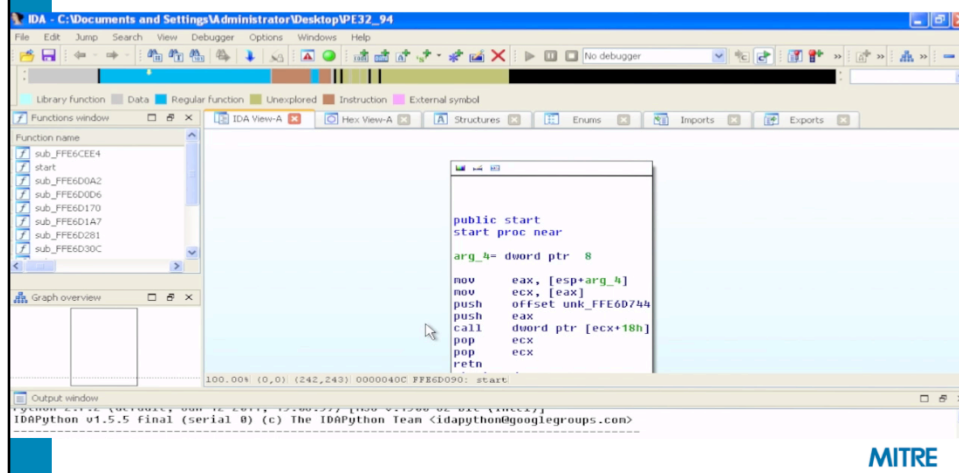 IDA - C:\Documents and Settings\Administrator\Desktop\PE32_94
File Edit Jump Search View Debugger Options Windows Help
No debugger
Library function Data Regular function Unexplored Instruction External symbol
Functions window
IDA View-A Hex View-A Structures Enums Imports Exports
Function name
sub_FFE6CEE4
start
sub_FFE6D0A2
sub_FFE6D0D6
sub_FFE6D170
sub_FFE6D1A7
sub_FFE6D281
sub_FFE6D30C
public start
start proc near
arg_4= dword ptr 8
mov eax, [esp+arg_4]
mov ecx, [eax]
push offset unk_FFE6D744
push eax
call dword ptr [ecx+18h]
pop ecx
pop ecx
retn
Graph overview
100.00% (0,0) (242,243) 0000040C FFE6D090: start
Output window
IDAPython v1.5.5 final (serial 0) (c) The IDAPython Team <idapython@googlegroups.com>
MITRE